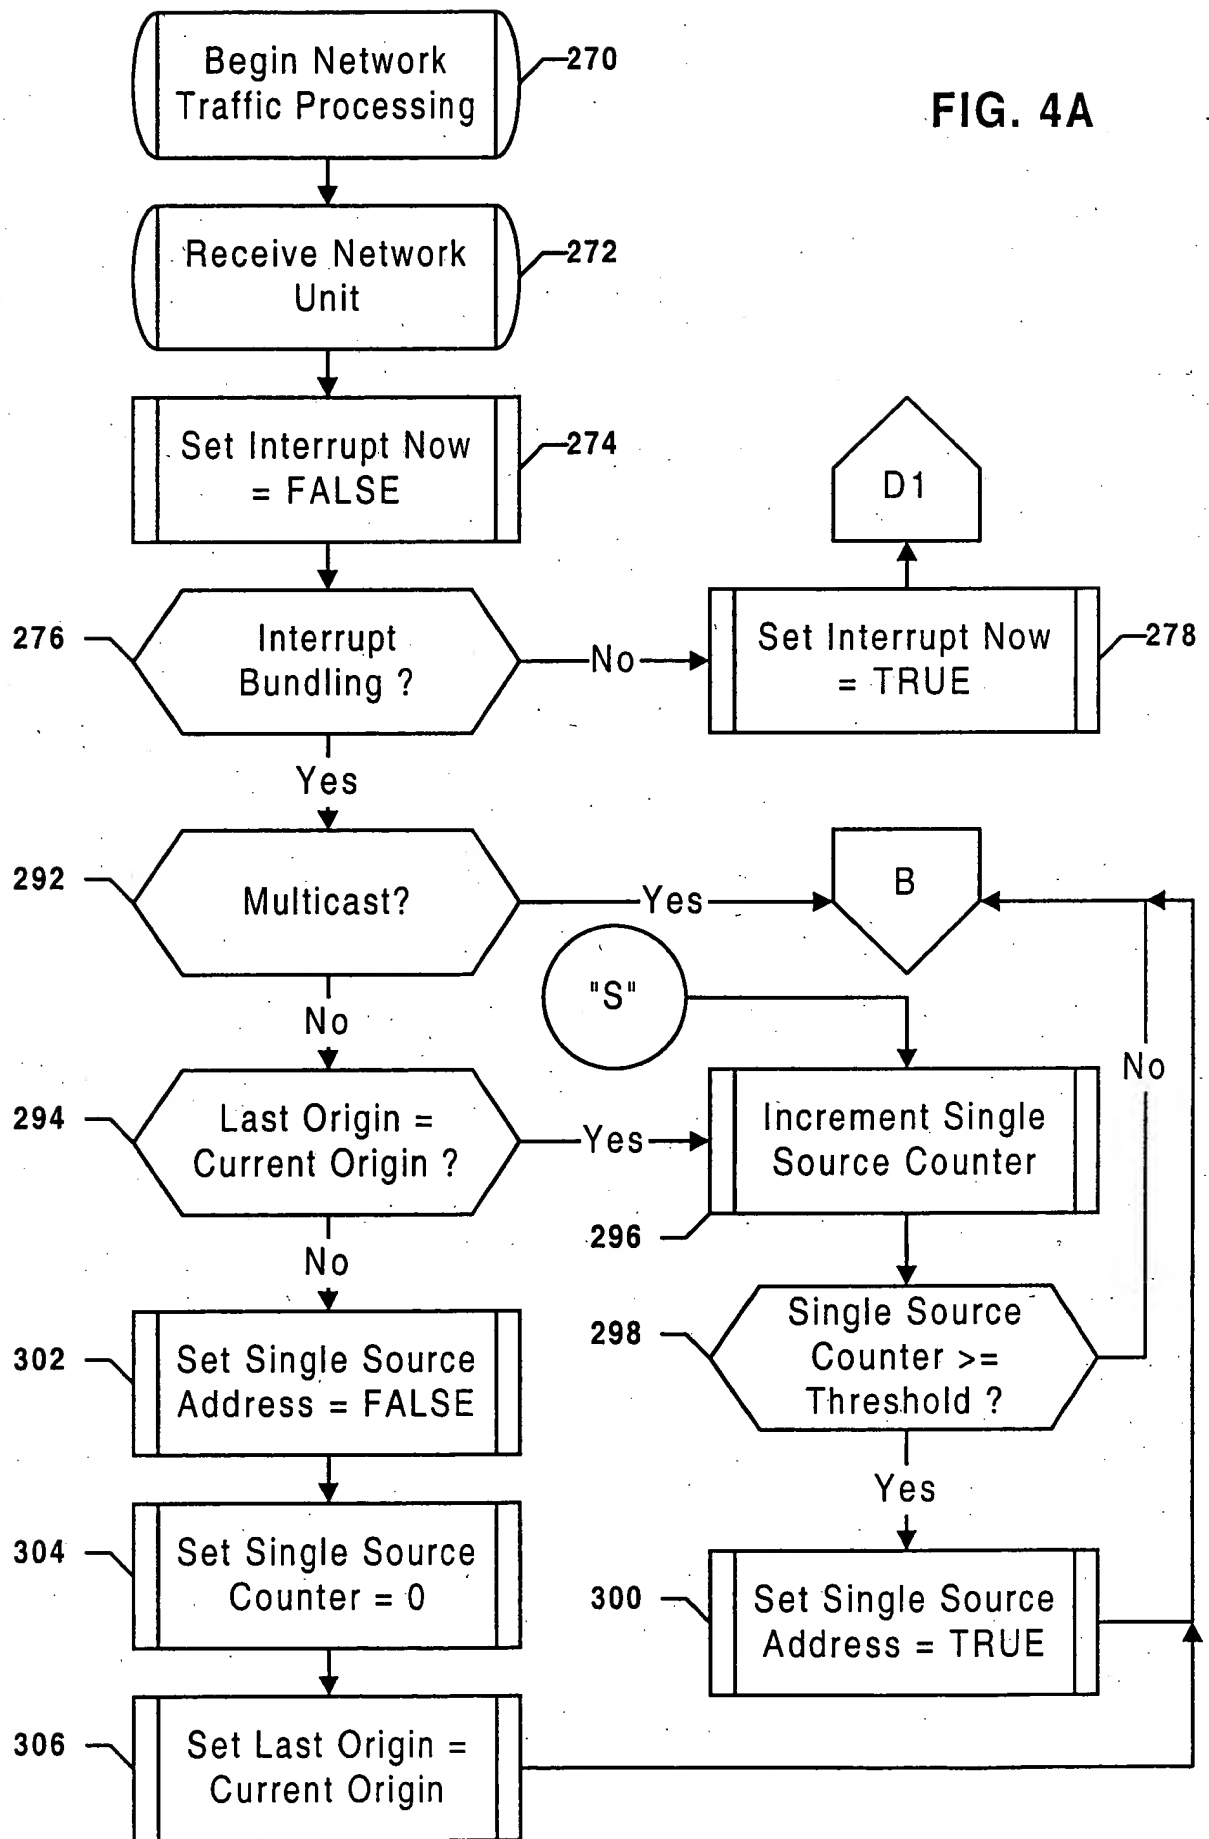 Begin Network
Traffic Processing
270
FIG. 4A
Receive Network
Unit
272
Set Interrupt Now
= FALSE
274
D1
276
Interrupt
Bundling ?
No
Set Interrupt Now
= TRUE
278
Yes
292
Multicast?
Yes
B
No
"S"
No
294
Last Origin =
Current Origin ?
Yes
Increment Single
Source Counter
296
No
298
Single Source
Counter >=
Threshold ?
302
Set Single Source
Address = FALSE
Yes
304
Set Single Source
Counter = 0
300
Set Single Source
Address = TRUE
306
Set Last Origin =
Current Origin